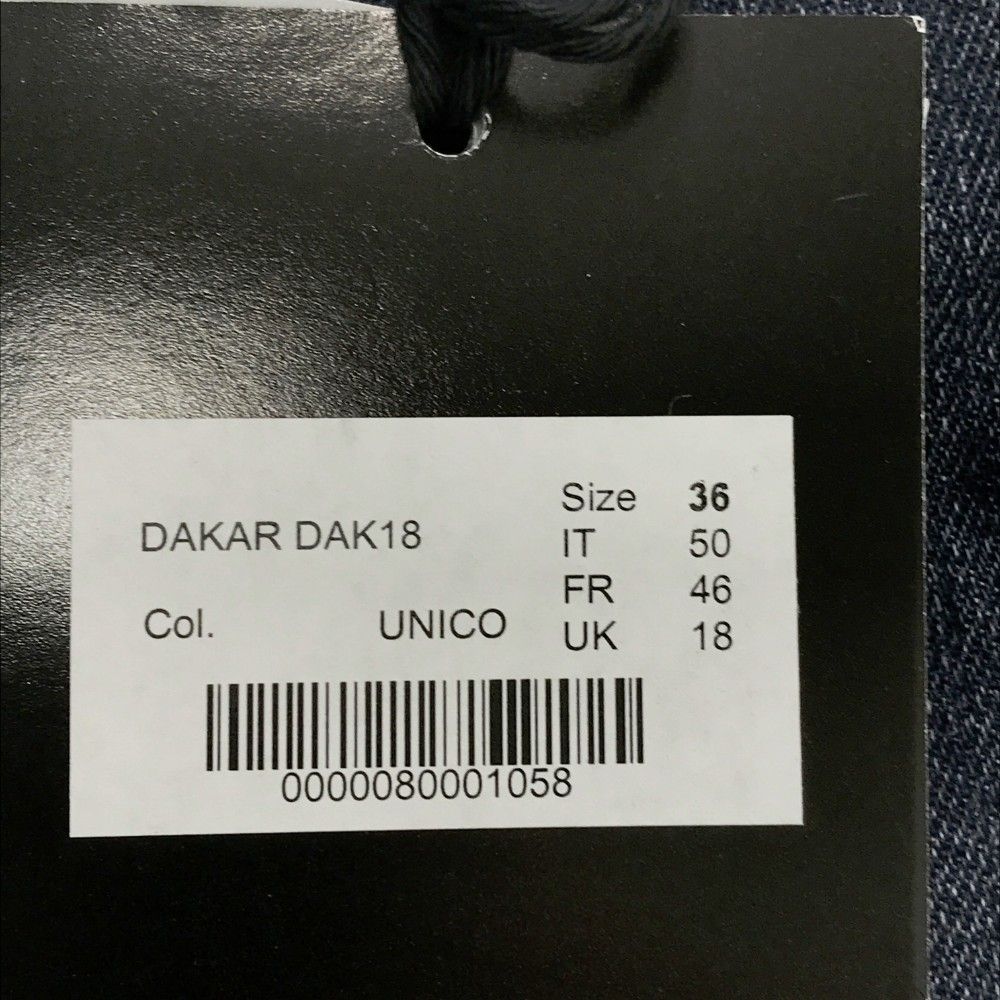 DAKAR DAK18
Col. UNICO
Size 36
IT 50
FR 46
UK 18
0000080001058